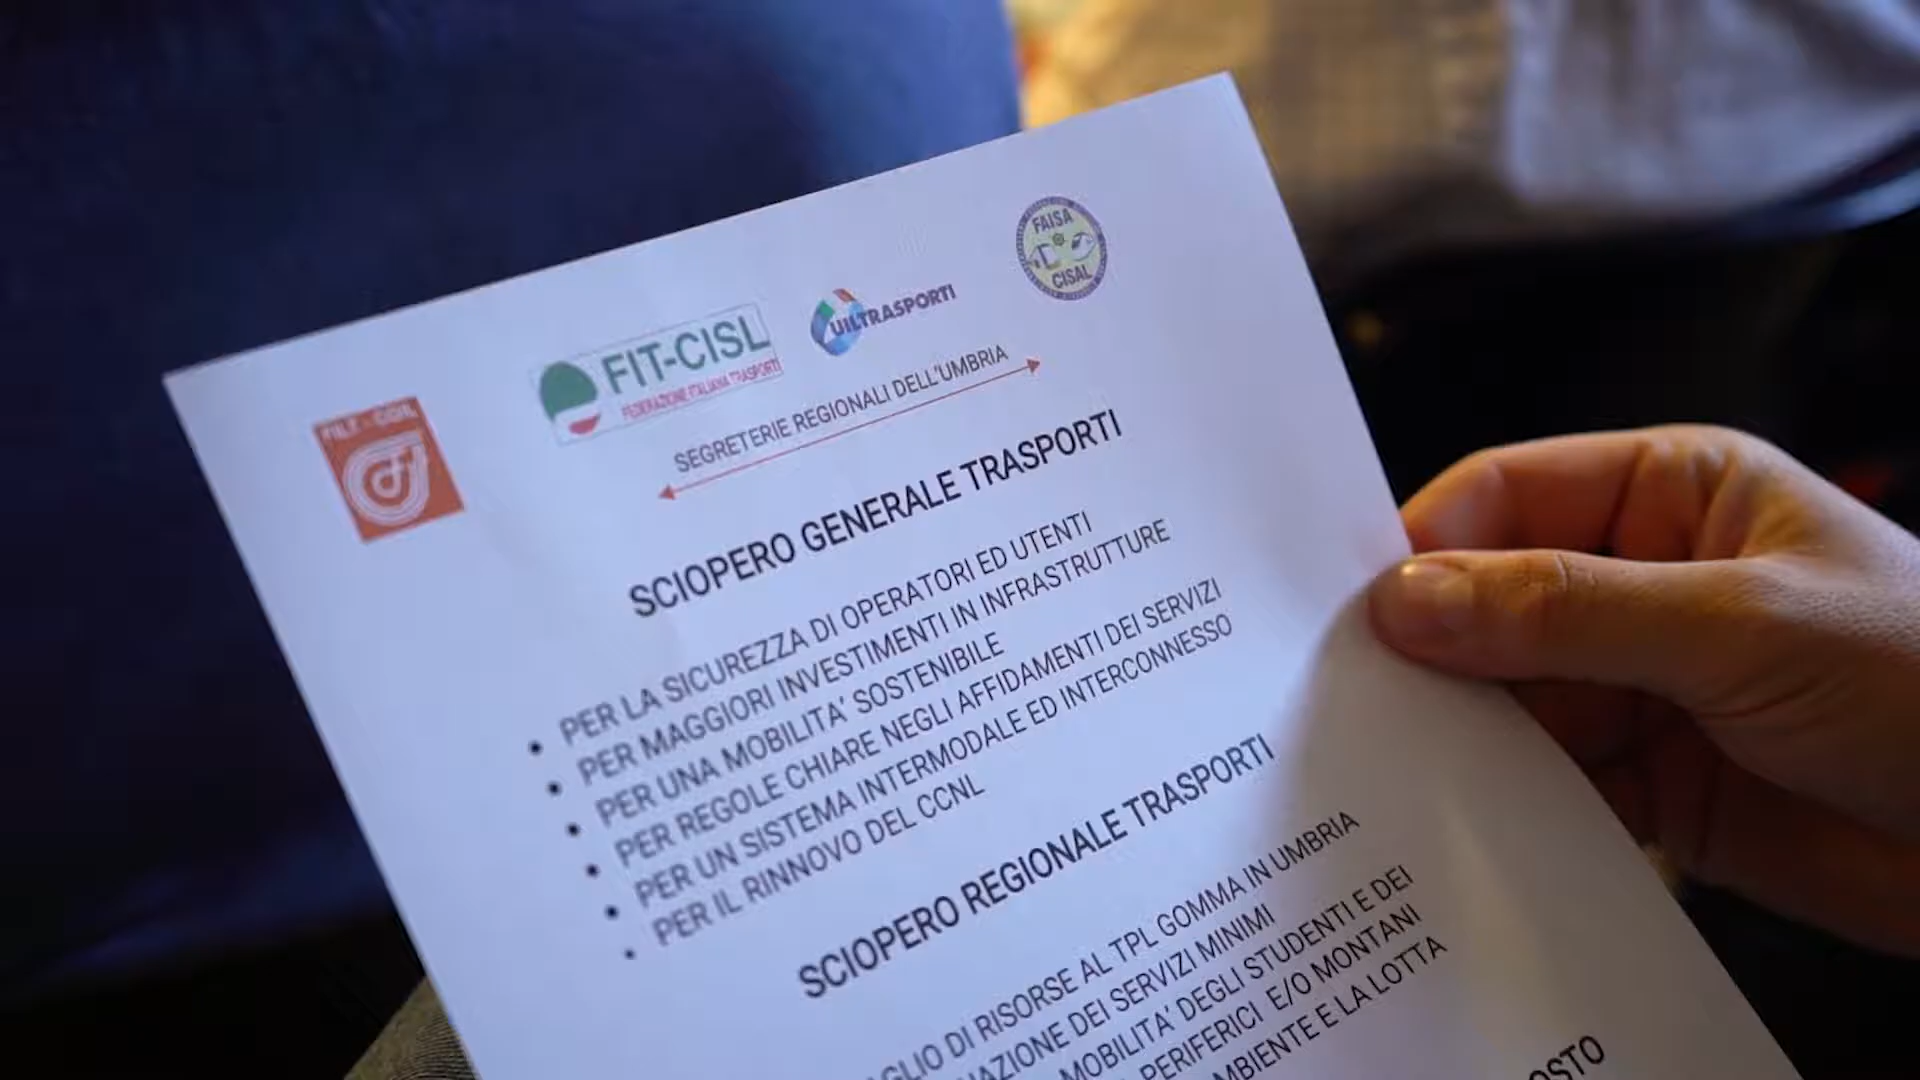 FILT - CGIL
FIT-CISL
FEDERAZIONE ITALIANA TRASPORTI
UILTRASPORTI
FAISA
CISAL
SEGRETERIE REGIONALI DELL'UMBRIA
SCIOPERO GENERALE TRASPORTI
• PER LA SICUREZZA DI OPERATORI ED UTENTI
• PER MAGGIORI INVESTIMENTI IN INFRASTRUTTURE
• PER UNA MOBILITA' SOSTENIBILE
• PER REGOLE CHIARE NEGLI AFFIDAMENTI DEI SERVIZI
• PER UN SISTEMA INTERMODALE ED INTERCONNESSO
• PER IL RINNOVO DEL CCNL
SCIOPERO REGIONALE TRASPORTI
AGLIO DI RISORSE AL TPL GOMMA IN UMBRIA
NAZIONE DEI SERVIZI MINIMI
MOBILITA' DEGLI STUDENTI E DEI
PERIFERICI E/O MONTANI
MBIENTE E LA LOTTA
OSTO